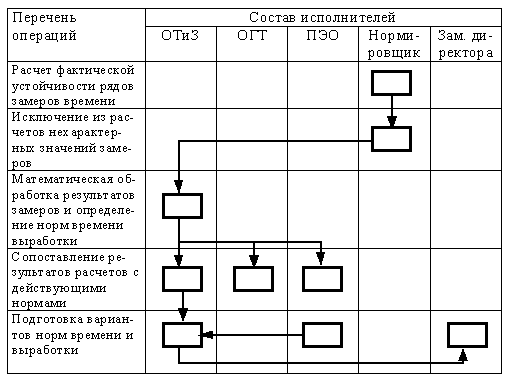 Перечень
операций
Состав исполнителей
ОТиЗ
ОГТ
ПЭО
Норми-
ровщик
Зам. ди-
ректора
Расчет фактической
устойчивости рядов
замеров времени
Исключение из рас-
четов нехарактер-
ных значений заме-
ров
Математическая об-
работка результатов
замеров и определе-
ние норм времени
выработки
Сопоставление ре-
зультатов расчетов с
действующими
нормами
Подготовка вариан-
тов норм времени и
выработки